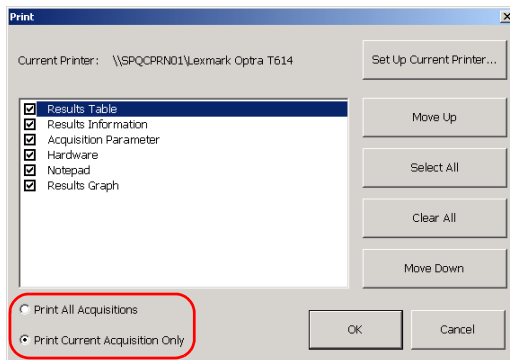 Print
Current Printer: \\SPQCPRN01\Lexmark Optra T614
Set Up Current Printer...
Results Table
Results Information
Acquisition Parameter
Hardware
Notepad
Results Graph
Move Up
Select All
Clear All
Move Down
Print All Acquisitions
Print Current Acquisition Only
OK
Cancel